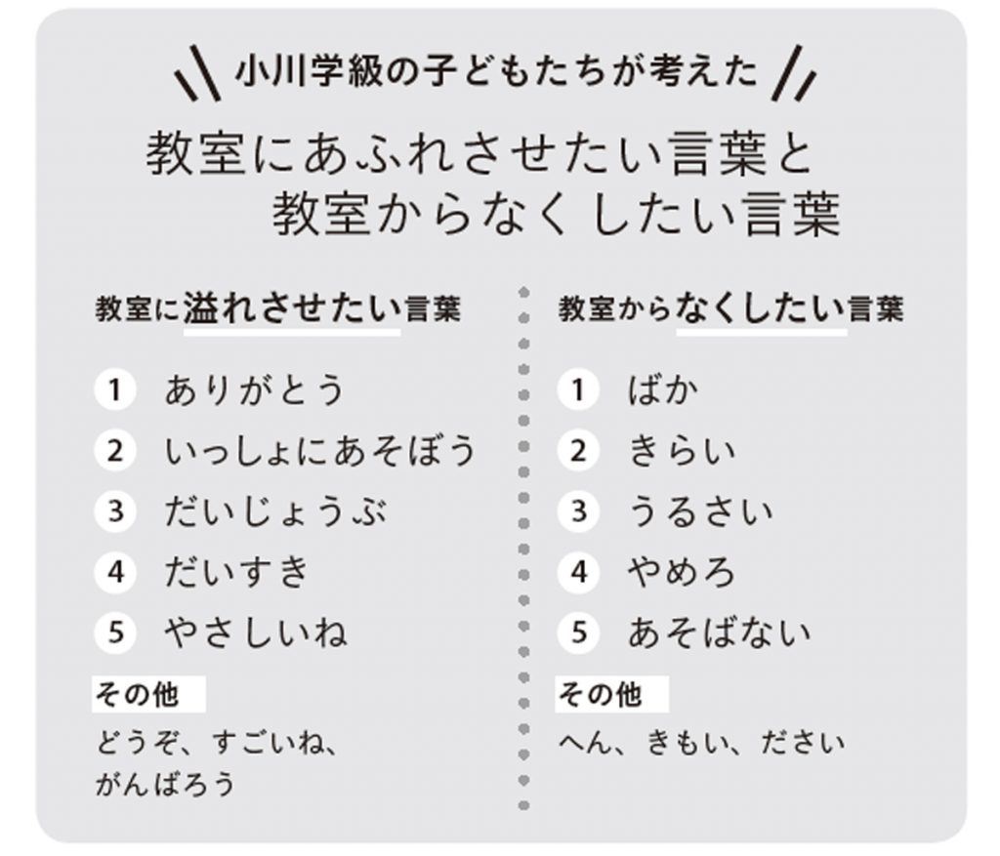 小川学級の子どもたちが考えた
教室にあふれさせたい言葉と
教室からなくしたい言葉
教室に溢れさせたい言葉
1 ありがとう
2 いっしょにあそぼう
3 だいじょうぶ
4 だいすき
5 やさしいね
その他
どうぞ、すごいね、
がんばろう
教室からなくしたい言葉
1 ばか
2 きらい
3 うるさい
4 やめろ
5 あそばない
その他
へん、きもい、ださい